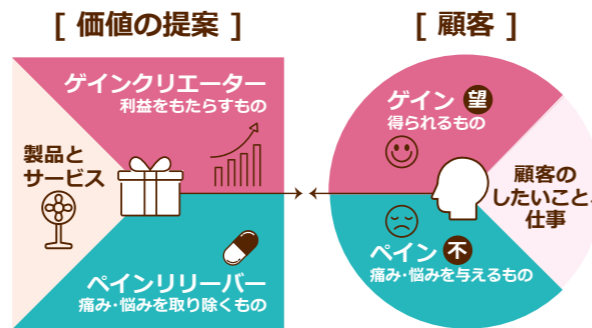 [ 価値の提案 ]
ゲインクリエーター
利益をもたらすもの
製品と
サービス
ペインリリーバー
痛み・悩みを取り除くもの
[ 顧客 ]
ゲイン 望
得られるもの
顧客の
したいこと、
仕事
ペイン 不
痛み・悩みを与えるもの